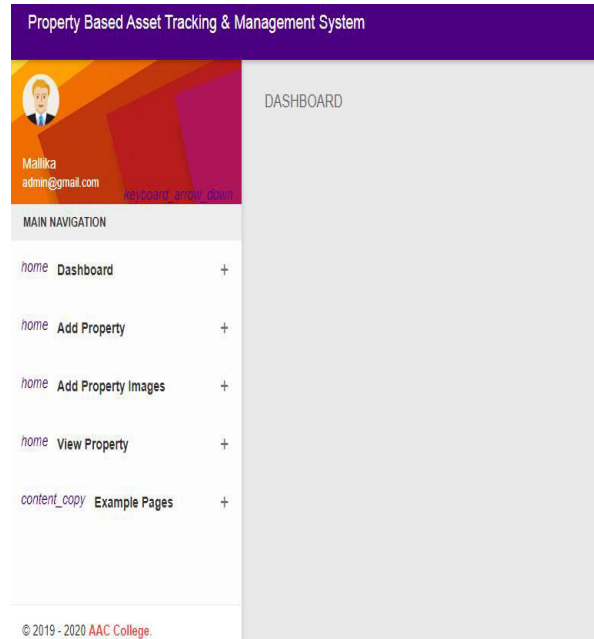 Property Based Asset Tracking & Management System
DASHBOARD
Mallika
admin@gmail.com
keyboard_arrow_down
MAIN NAVIGATION
home Dashboard +
home Add Property +
home Add Property Images +
home View Property +
content_copy Example Pages +
© 2019 - 2020 AAC College.